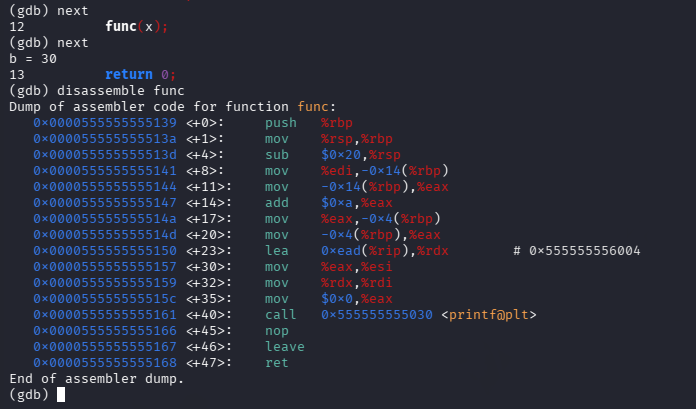 (gdb) next
12          func(x);
(gdb) next
b = 30
13          return 0;
(gdb) disassemble func
Dump of assembler code for function func:
   0x0000555555555139 <+0>:     push   %rbp
   0x000055555555513a <+1>:     mov    %rsp,%rbp
   0x000055555555513d <+4>:     sub    $0x20,%rsp
   0x0000555555555141 <+8>:     mov    %edi,-0x14(%rbp)
   0x0000555555555144 <+11>:    mov    -0x14(%rbp),%eax
   0x0000555555555147 <+14>:    add    $0xa,%eax
   0x000055555555514a <+17>:    mov    %eax,-0x4(%rbp)
   0x000055555555514d <+20>:    mov    -0x4(%rbp),%eax
   0x0000555555555150 <+23>:    lea    0xead(%rip),%rdx        # 0x555555556004
   0x0000555555555157 <+30>:    mov    %eax,%esi
   0x0000555555555159 <+32>:    mov    %rdx,%rdi
   0x000055555555515c <+35>:    mov    $0x0,%eax
   0x0000555555555161 <+40>:    call   0x555555555030 <printf@plt>
   0x0000555555555166 <+45>:    nop
   0x0000555555555167 <+46>:    leave
   0x0000555555555168 <+47>:    ret
End of assembler dump.
(gdb)